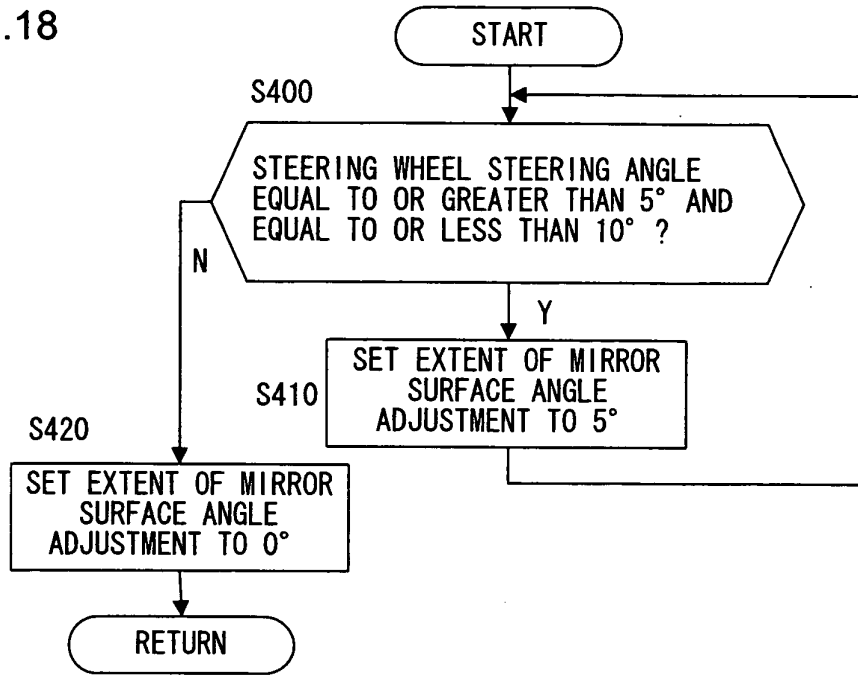 .18
START
S400
STEERING WHEEL STEERING ANGLE
EQUAL TO OR GREATER THAN 5° AND
EQUAL TO OR LESS THAN 10° ?
N
Y
SET EXTENT OF MIRROR
SURFACE ANGLE
ADJUSTMENT TO 5°
S410
S420
SET EXTENT OF MIRROR
SURFACE ANGLE
ADJUSTMENT TO 0°
RETURN